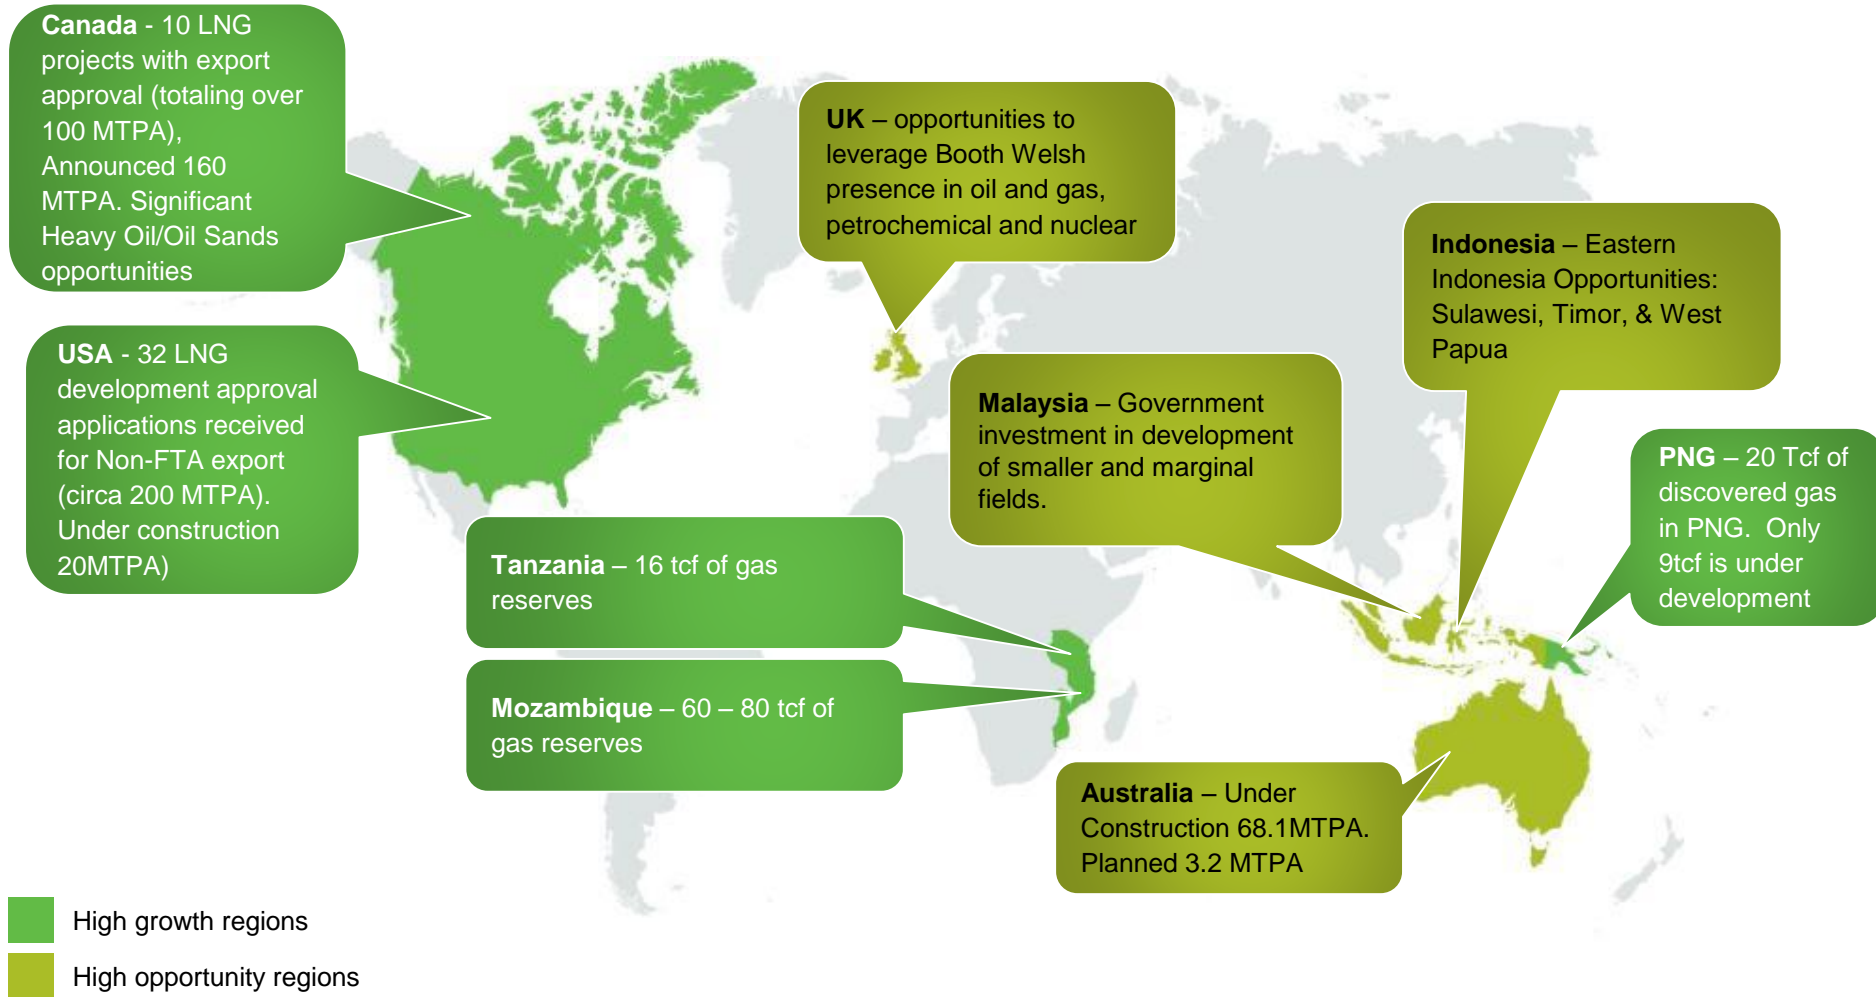 Canada - 10 LNG
projects with export
approval (totaling over
100 MTPA),
Announced 160
MTPA. Significant
Heavy Oil/Oil Sands
opportunities
UK – opportunities to
leverage Booth Welsh
presence in oil and gas,
petrochemical and nuclear
Indonesia – Eastern
Indonesia Opportunities:
Sulawesi, Timor, & West
Papua
USA - 32 LNG
development approval
applications received
for Non-FTA export
(circa 200 MTPA).
Under construction
20MTPA)
Malaysia – Government
investment in development
of smaller and marginal
fields.
PNG – 20 Tcf of
discovered gas
in PNG.  Only
9tcf is under
development
Tanzania – 16 tcf of gas
reserves
Mozambique – 60 – 80 tcf of
gas reserves
Australia – Under
Construction 68.1MTPA.
Planned 3.2 MTPA
High growth regions
High opportunity regions